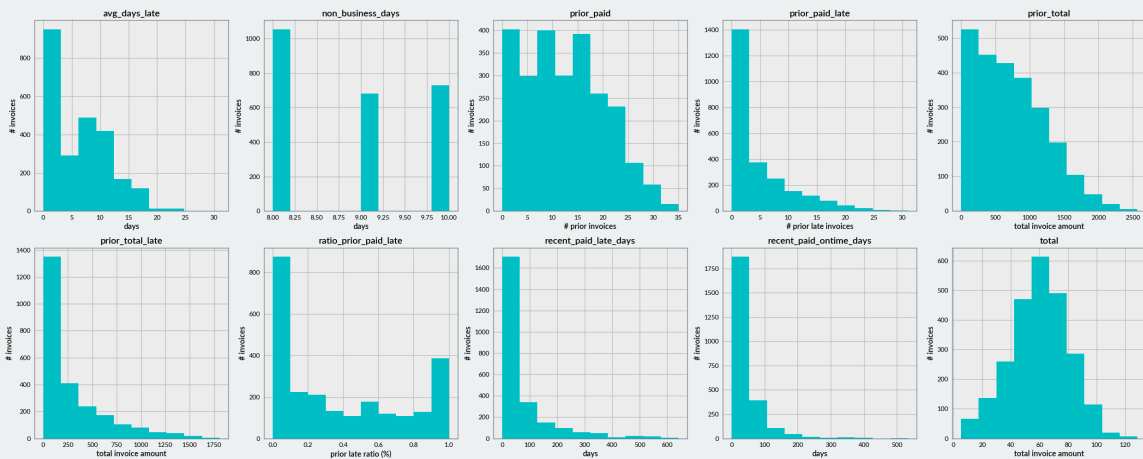 avg_days_late
non_business_days
prior_paid
prior_paid_late
prior_total
# invoices
800
600
400
200
0
0 5 10 15 20 25 30
days
# invoices
1000
800
600
400
200
0
8.00 8.25 8.50 8.75 9.00 9.25 9.50 9.75 10.00
days
# invoices
400
350
300
250
200
150
100
50
0
0 5 10 15 20 25 30 35
# prior invoices
# invoices
1400
1200
1000
800
600
400
200
0
0 5 10 15 20 25 30
# prior late invoices
# invoices
500
400
300
200
100
0
0 500 1000 1500 2000 2500
total invoice amount
prior_total_late
ratio_prior_paid_late
recent_paid_late_days
recent_paid_ontime_days
total
# invoices
1400
1200
1000
800
600
400
200
0
0 250 500 750 1000 1250 1500 1750
total invoice amount
# invoices
800
600
400
200
0
0.0 0.2 0.4 0.6 0.8 1.0
prior late ratio (%)
# invoices
1600
1400
1200
1000
800
600
400
200
0
0 100 200 300 400 500 600
days
# invoices
1750
1500
1250
1000
750
500
250
0
0 100 200 300 400 500
days
# invoices
600
500
400
300
200
100
0
0 20 40 60 80 100 120
total invoice amount